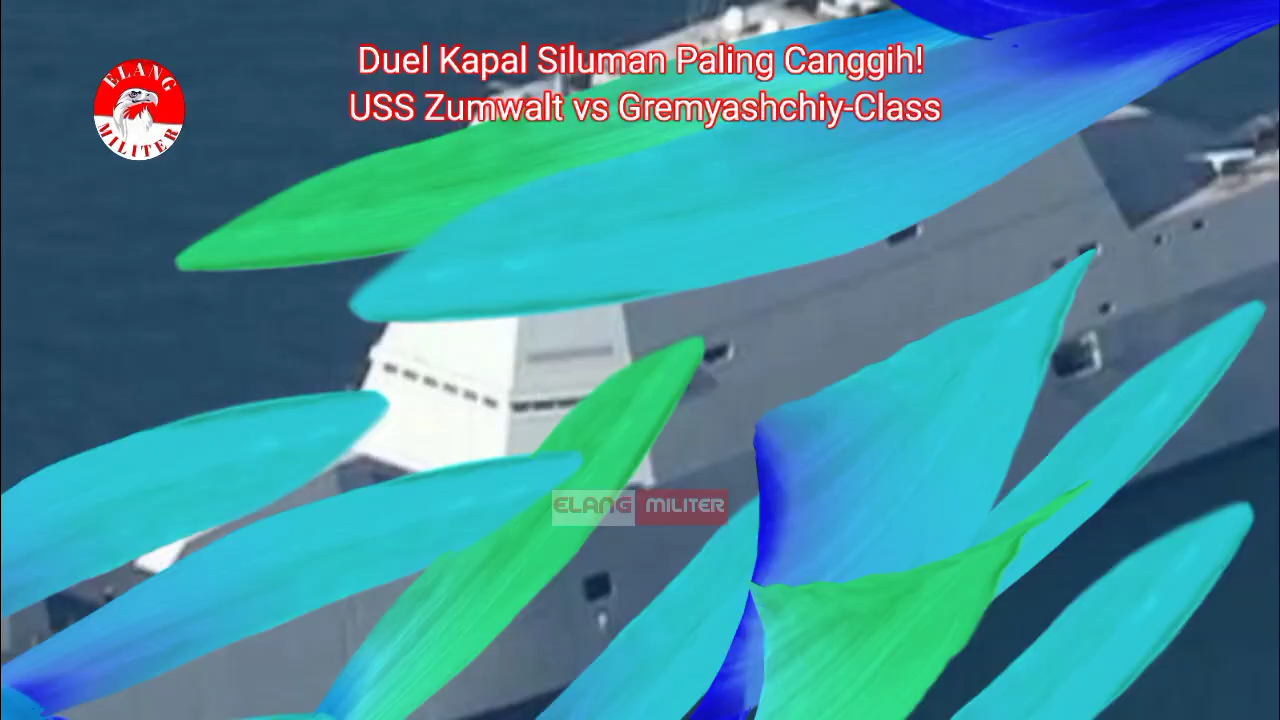 Duel Kapal Siluman Paling Canggih!
USS Zumwalt vs Gremyashchiy-Class
ELANG
MILITER
ELANG MILITER